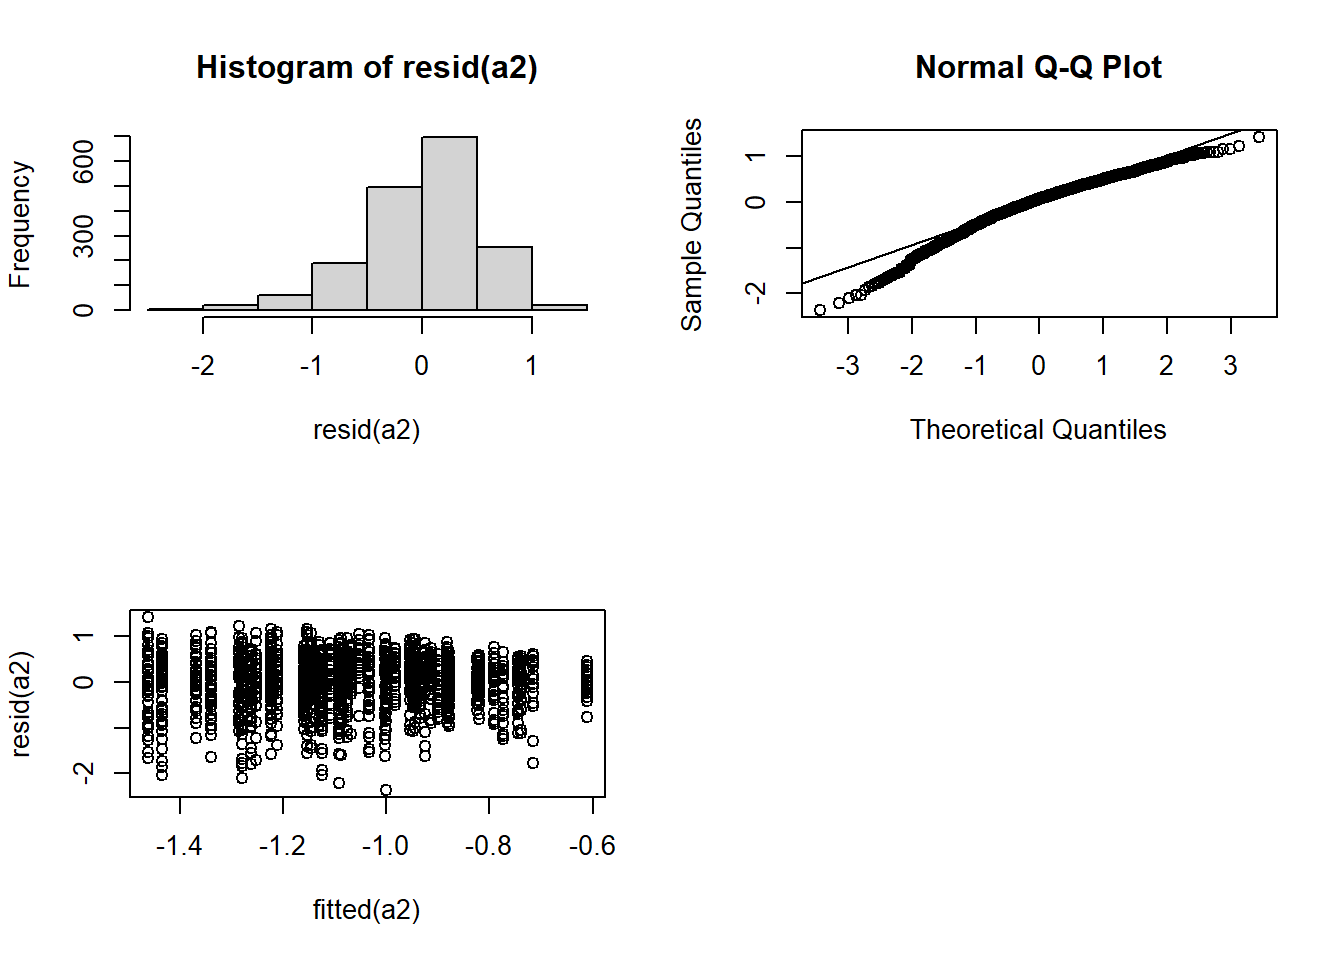 Histogram of resid(a2)
Frequency
0 300 600
-2 -1 0 1
resid(a2)
Normal Q-Q Plot
Sample Quantiles
-2 0 1
-3 -2 -1 0 1 2 3
Theoretical Quantiles
resid(a2)
-2 0 1
-1.4 -1.2 -1.0 -0.8 -0.6
fitted(a2)